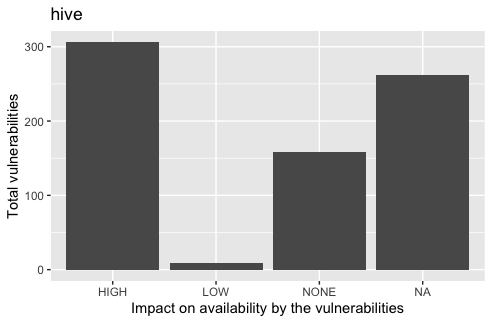 hive
Total vulnerabilities
300
200
100
0
HIGH LOW NONE NA
Impact on availability by the vulnerabilities